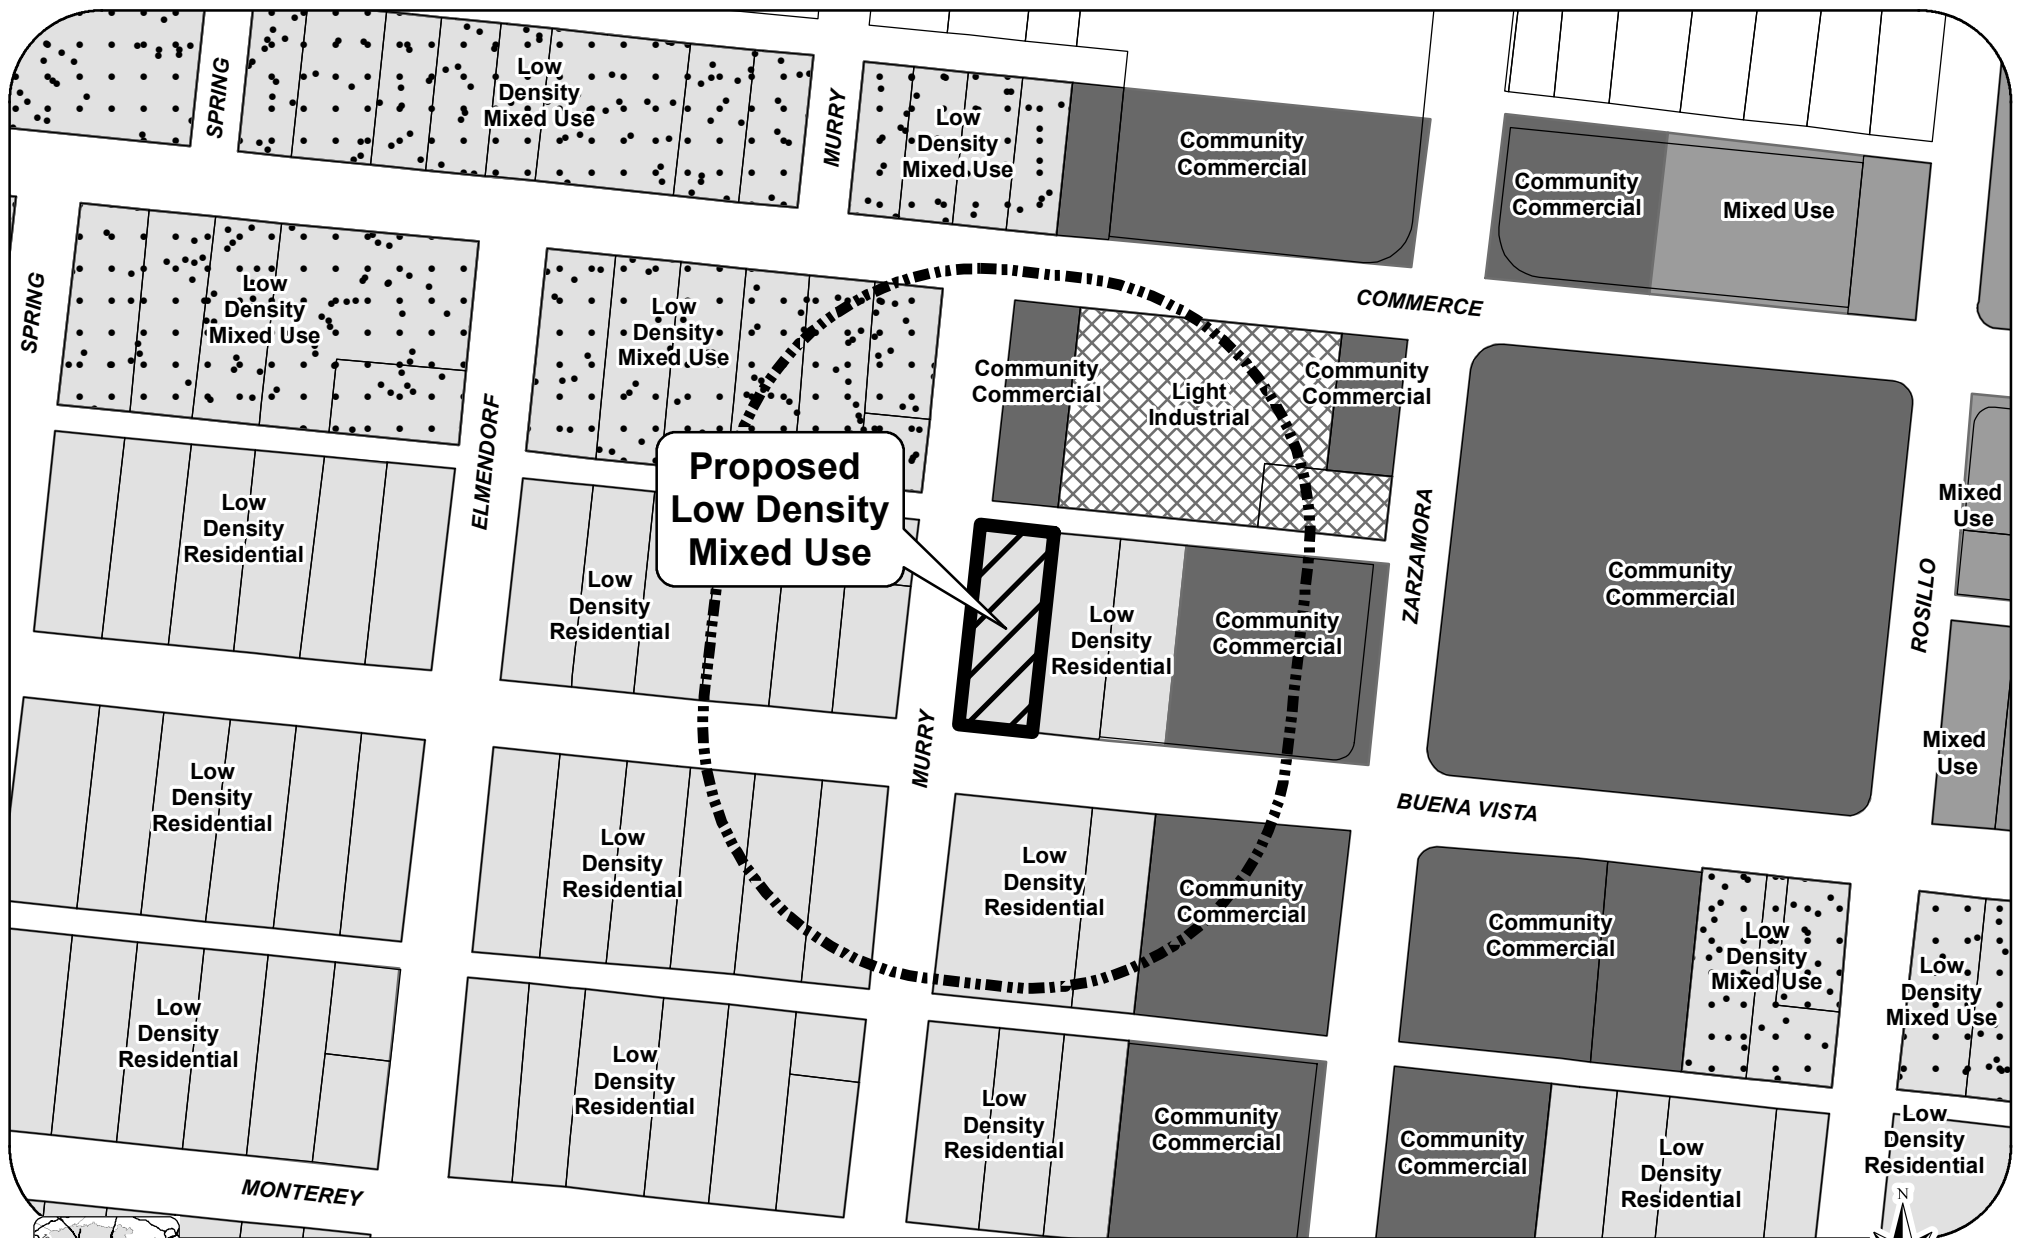 SPRING
Low
Density
Mixed Use
MURRY
Low
Density
Mixed Use
Community
Commercial
Community
Commercial
Mixed Use
SPRING
Low
Density
Mixed Use
Low
Density
Mixed Use
COMMERCE
Community
Commercial
Light
Industrial
Community
Commercial
ELMENDORF
Proposed
Low Density
Mixed Use
Low
Density
Residential
Low
Density
Residential
Low
Density
Residential
Community
Commercial
ZARZAMORA
Community
Commercial
ROSILLO
Mixed
Use
Mixed
Use
MURRY
BUENA VISTA
Low
Density
Residential
Low
Density
Residential
Low
Density
Residential
Community
Commercial
Community
Commercial
Low
Density
Mixed Use
Low
Density
Mixed Use
Low
Density
Residential
Low
Density
Residential
Low
Density
Residential
Community
Commercial
Community
Commercial
Low
Density
Residential
Low
Density
Residential
MONTEREY
N